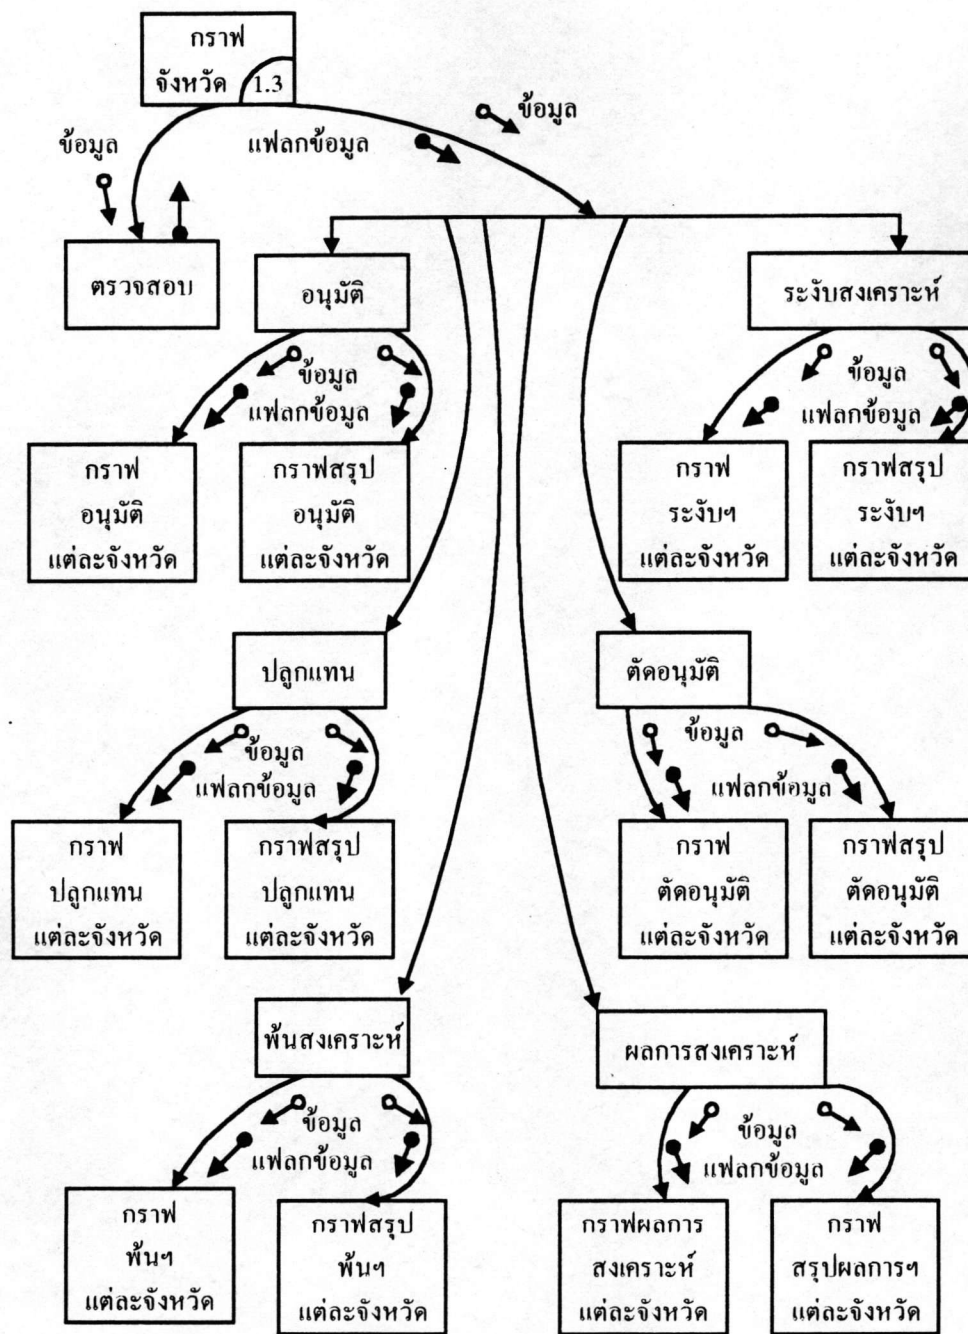 กราฟ
จังหวัด 1.3
ข้อมูล
ข้อมูล
แฟลกข้อมูล
ตรวจสอบ
อนุมัติ
ระงับสงเคราะห์
ข้อมูล
แฟลกข้อมูล
ข้อมูล
แฟลกข้อมูล
กราฟ
อนุมัติ
แต่ละจังหวัด
กราฟสรุป
อนุมัติ
แต่ละจังหวัด
กราฟ
ระงับฯ
แต่ละจังหวัด
กราฟสรุป
ระงับฯ
แต่ละจังหวัด
ปลูกแทน
ตัดอนุมัติ
ข้อมูล
แฟลกข้อมูล
ข้อมูล
แฟลกข้อมูล
กราฟ
ปลูกแทน
แต่ละจังหวัด
กราฟสรุป
ปลูกแทน
แต่ละจังหวัด
กราฟ
ตัดอนุมัติ
แต่ละจังหวัด
กราฟสรุป
ตัดอนุมัติ
แต่ละจังหวัด
พ้นสงเคราะห์
ผลการสงเคราะห์
ข้อมูล
แฟลกข้อมูล
ข้อมูล
แฟลกข้อมูล
กราฟ
พ้นฯ
แต่ละจังหวัด
กราฟสรุป
พ้นฯ
แต่ละจังหวัด
กราฟผลการ
สงเคราะห์
แต่ละจังหวัด
กราฟ
สรุปผลการฯ
แต่ละจังหวัด